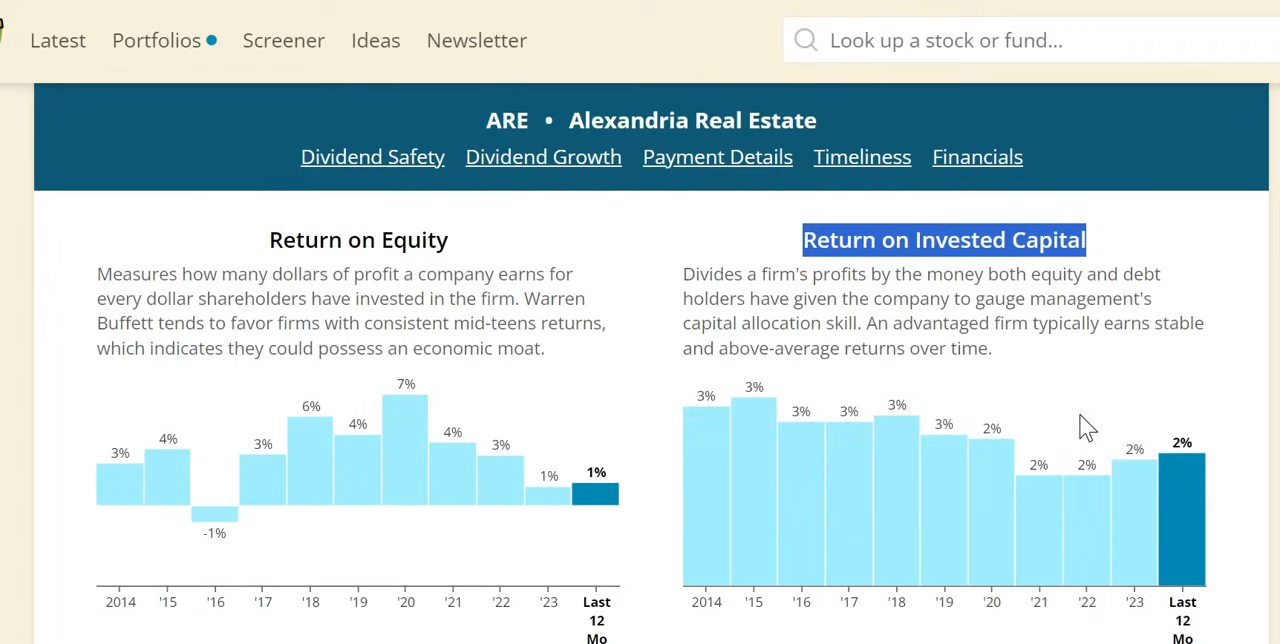 Latest Portfolios Screener Ideas Newsletter Look up a stock or fund...
ARE • Alexandria Real Estate
Dividend Safety Dividend Growth Payment Details Timeliness Financials
Return on Equity
Measures how many dollars of profit a company earns for
every dollar shareholders have invested in the firm. Warren
Buffett tends to favor firms with consistent mid-teens returns,
which indicates they could possess an economic moat.
3% 4% -1% 3% 6% 4% 7% 4% 3% 1% 1%
2014 '15 '16 '17 '18 '19 '20 '21 '22 '23 Last
12
Mo
Return on Invested Capital
Divides a firm's profits by the money both equity and debt
holders have given the company to gauge management's
capital allocation skill. An advantaged firm typically earns stable
and above-average returns over time.
3% 3% 3% 3% 3% 3% 2% 2% 2% 2% 2%
2014 '15 '16 '17 '18 '19 '20 '21 '22 '23 Last
12
Mo